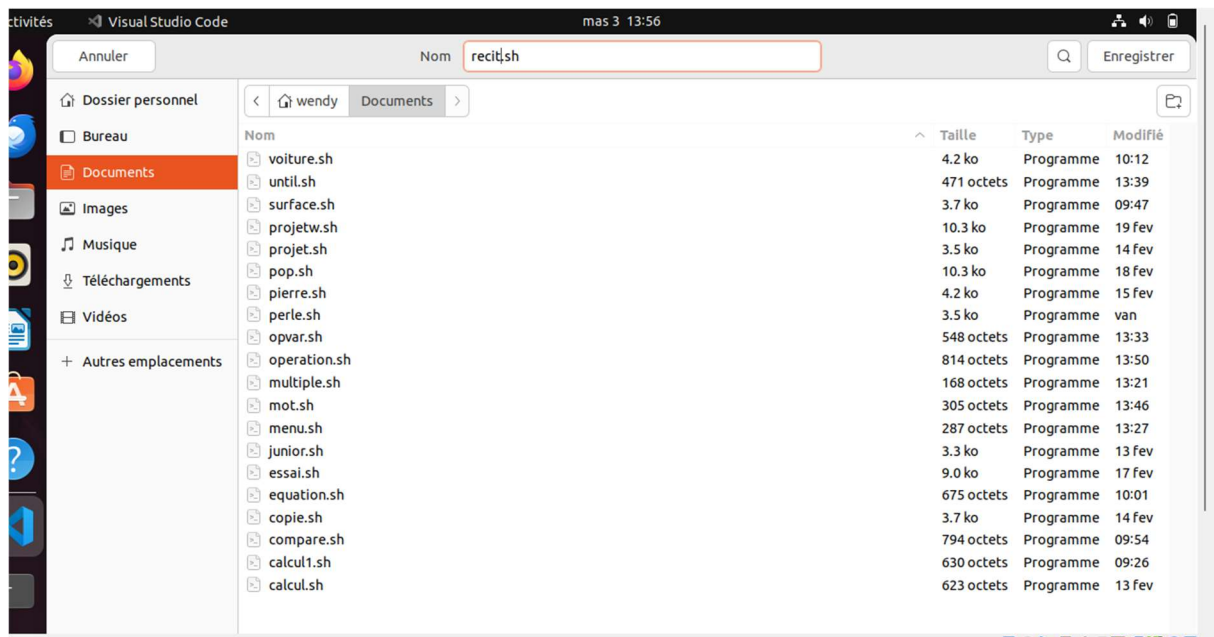 ctivités Visual Studio Code mas 3 13:56
Annuler Nom recit.sh Enregistrer
Dossier personnel
Bureau
Documents
Images
Musique
Téléchargements
Vidéos
+ Autres emplacements
wendy Documents
Nom Taille Type Modifié
voiture.sh 4.2 ko Programme 10:12
until.sh 471 octets Programme 13:39
surface.sh 3.7 ko Programme 09:47
projetw.sh 10.3 ko Programme 19 fev
projet.sh 3.5 ko Programme 14 fev
pop.sh 10.3 ko Programme 18 fev
pierre.sh 4.2 ko Programme 15 fev
perle.sh 3.5 ko Programme van
opvar.sh 548 octets Programme 13:33
operation.sh 814 octets Programme 13:50
multiple.sh 168 octets Programme 13:21
mot.sh 305 octets Programme 13:46
menu.sh 287 octets Programme 13:27
junior.sh 3.3 ko Programme 13 fev
essai.sh 9.0 ko Programme 17 fev
equation.sh 675 octets Programme 10:01
copie.sh 3.7 ko Programme 14 fev
compare.sh 794 octets Programme 09:54
calcul1.sh 630 octets Programme 09:26
calcul.sh 623 octets Programme 13 fev